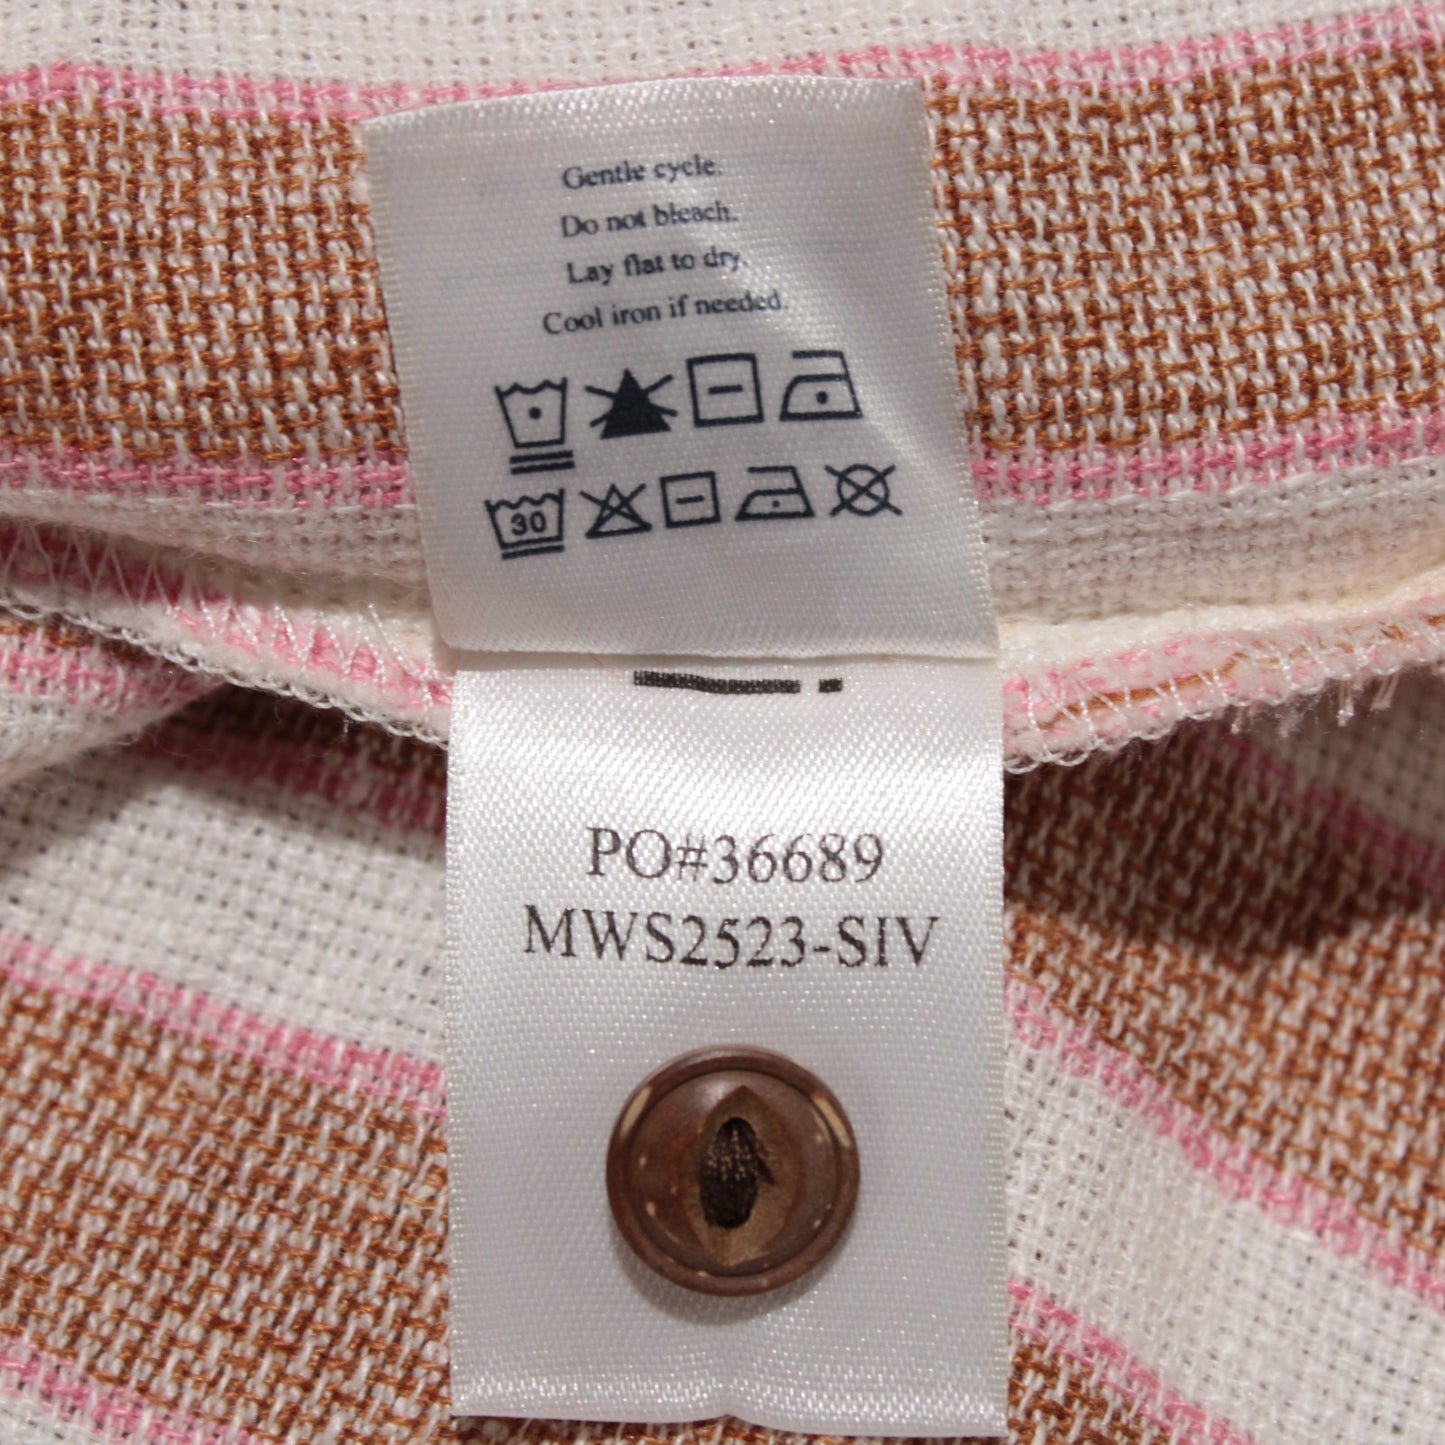 Gentle cycle.
Do not bleach.
Lay flat to dry.
Cool iron if needed.
30
PO#36689
MWS2523-SIV